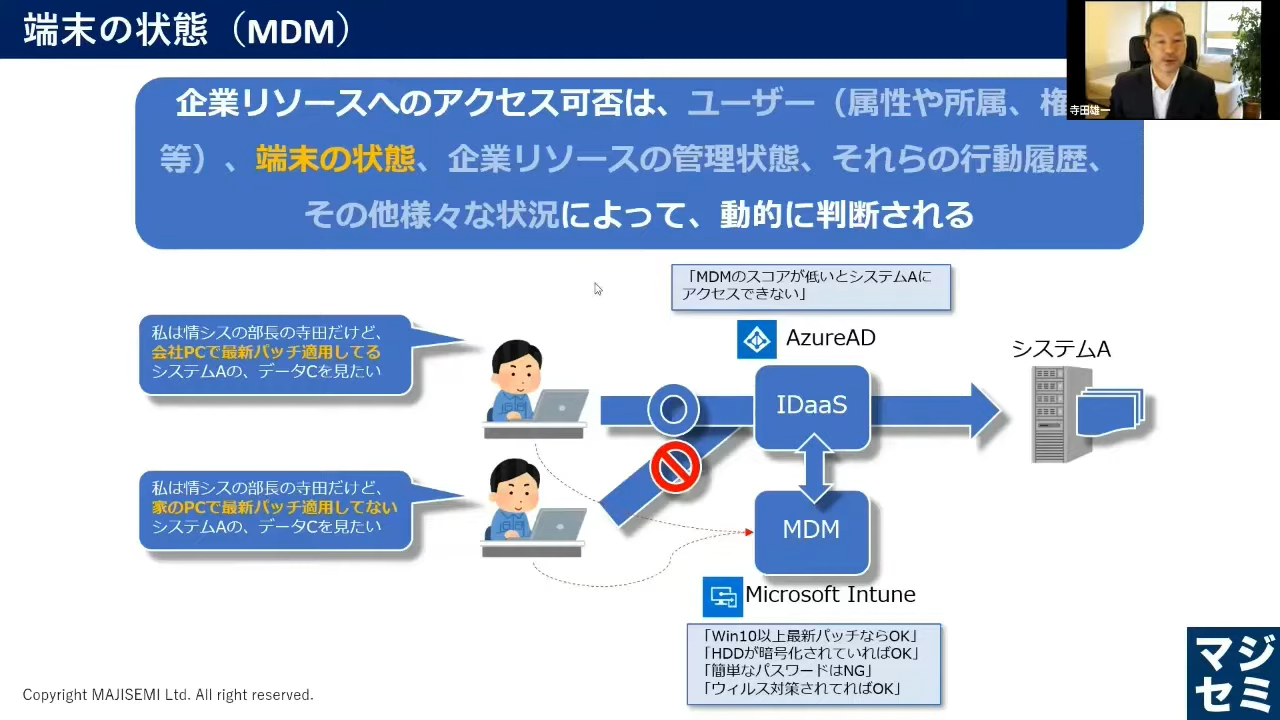 端末の状態（MDM）
寺田雄一
企業リソースへのアクセス可否は、ユーザー（属性や所属、権
等）、端末の状態、企業リソースの管理状態、それらの行動履歴、
その他様々な状況によって、動的に判断される
「MDMのスコアが低いとシステムAに
アクセスできない」
AzureAD
システムA
私は情シスの部長の寺田だけど、
会社PCで最新パッチ適用してる
システムAの、データCを見たい
IDaaS
私は情シスの部長の寺田だけど、
家のPCで最新パッチ適用してない
システムAの、データCを見たい
MDM
Microsoft Intune
「Win10以上最新パッチならOK」
「HDDが暗号化されていればOK」
「簡単なパスワードはNG」
「ウィルス対策されてればOK」
マジ
セミ
Copyright MAJISEMI Ltd. All right reserved.